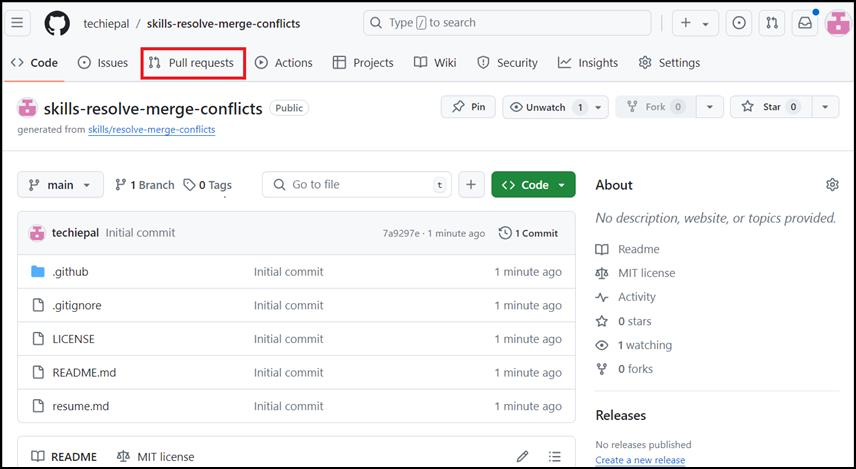 techiepal / skills-resolve-merge-conflicts Type / to search
Code Issues Pull requests Actions Projects Wiki Security Insights Settings
skills-resolve-merge-conflicts Public Pin Unwatch 1 Fork 0 Star 0
generated from skills/resolve-merge-conflicts
main 1 Branch 0 Tags Go to file t + Code
About
No description, website, or topics provided.
techiepal Initial commit 7a9297e · 1 minute ago 1 Commit
Readme
.github Initial commit 1 minute ago
MIT license
.gitignore Initial commit 1 minute ago
Activity
0 stars
LICENSE Initial commit 1 minute ago
1 watching
README.md Initial commit 1 minute ago
0 forks
resume.md Initial commit 1 minute ago
Releases
No releases published
README MIT license
Create a new release